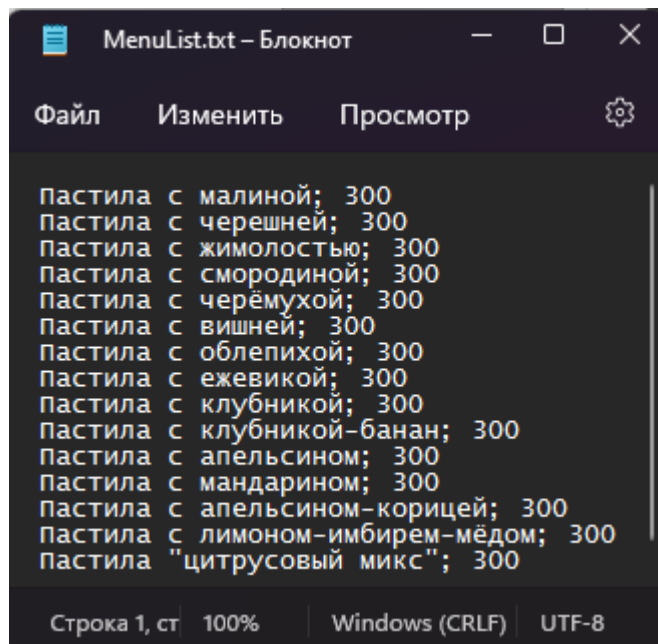 MenuList.txt – Блокнот
Файл Изменить Просмотр
Пастила с малиной; 300
Пастила с черешней; 300
Пастила с жимолостью; 300
Пастила с смородиной; 300
Пастила с черёмухой; 300
Пастила с вишней; 300
Пастила с облепихой; 300
Пастила с ежевикой; 300
Пастила с клубникой; 300
Пастила с клубникой-банан; 300
Пастила с апельсином; 300
Пастила с мандарином; 300
Пастила с апельсином-корицей; 300
Пастила с лимоном-имбирем-мёдом; 300
Пастила "цитрусовый микс"; 300
Строка 1, ст 100% Windows (CRLF) UTF-8